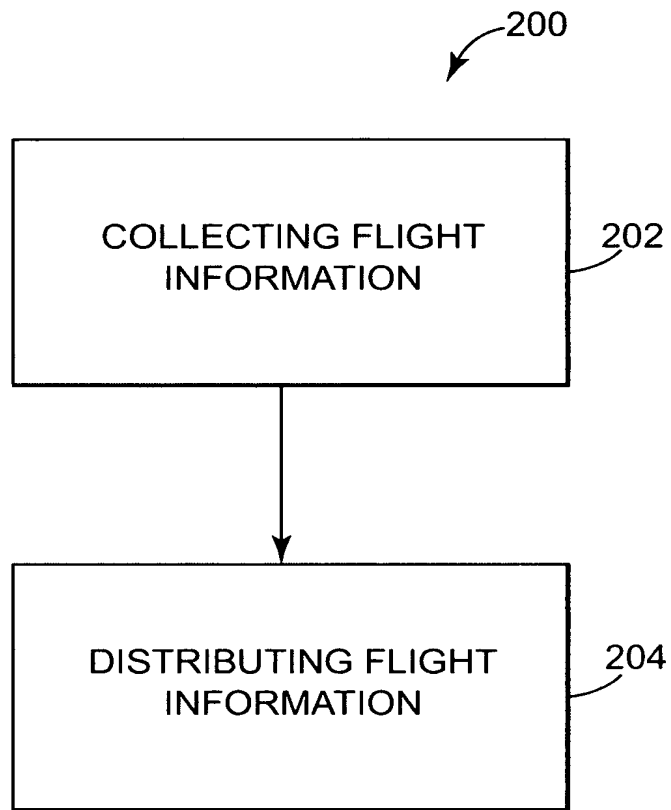 200
COLLECTING FLIGHT
INFORMATION
202
DISTRIBUTING FLIGHT
INFORMATION
204